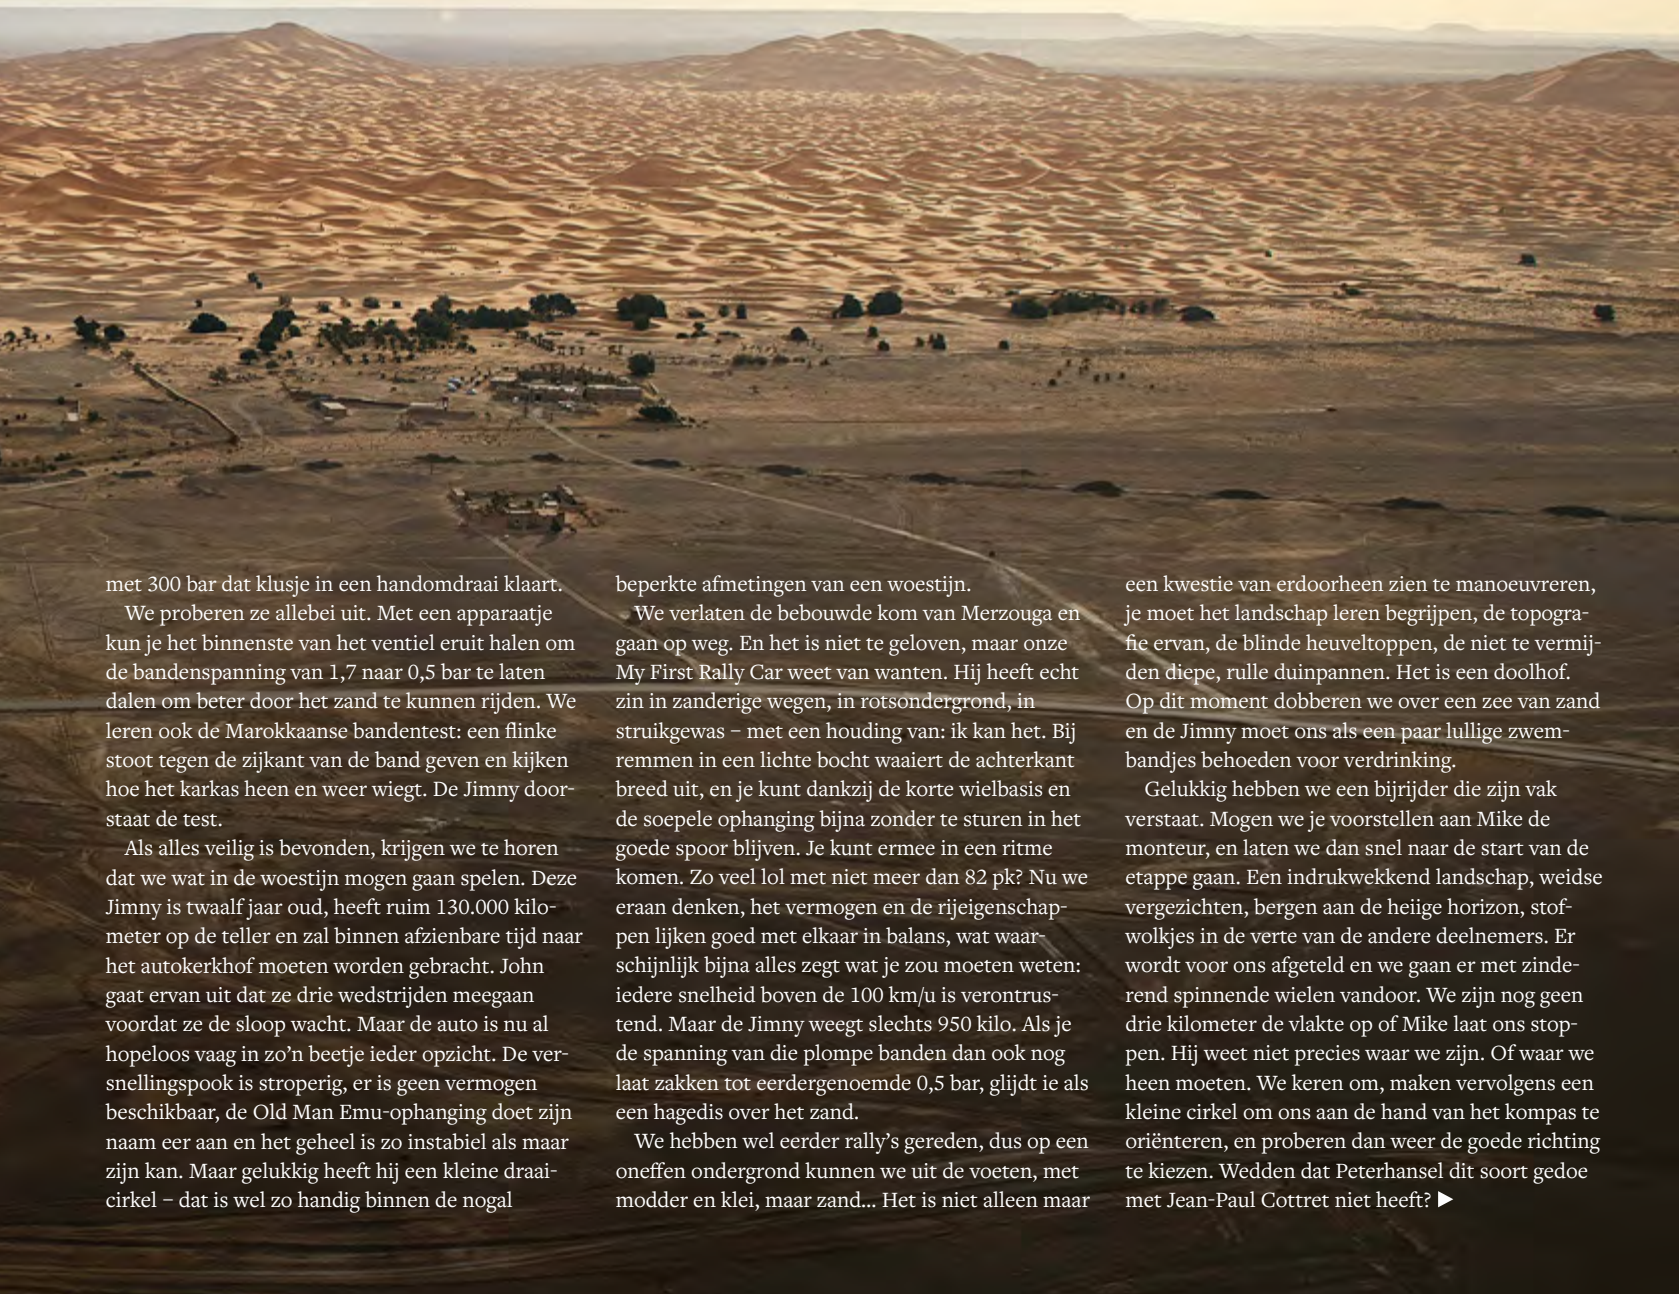 met 300 bar dat klusje in een handomdraai klaart.
We proberen ze allebei uit. Met een apparaatje
kun je het binnenste van het ventiel eruit halen om
de bandenspanning van 1,7 naar 0,5 bar te laten
dalen om beter door het zand te kunnen rijden. We
leren ook de Marokkaanse bandentest: een flinke
stoot tegen de zijkant van de band geven en kijken
hoe het karkas heen en weer wiegt. De Jimny door-
staat de test.
Als alles veilig is bevonden, krijgen we te horen
dat we wat in de woestijn mogen gaan spelen. Deze
Jimny is twaalf jaar oud, heeft ruim 130.000 kilo-
meter op de teller en zal binnen afzienbare tijd naar
het autokerkhof moeten worden gebracht. John
gaat ervan uit dat ze drie wedstrijden meegaan
voordat ze de sloop wacht. Maar de auto is nu al
hopeloos vaag in zo’n beetje ieder opzicht. De ver-
snellingspook is stroperig, er is geen vermogen
beschikbaar, de Old Man Emu-ophanging doet zijn
naam eer aan en het geheel is zo instabiel als maar
zijn kan. Maar gelukkig heeft hij een kleine draai-
cirkel – dat is wel zo handig binnen de nogal
beperkte afmetingen van een woestijn.
We verlaten de bebouwde kom van Merzouga en
gaan op weg. En het is niet te geloven, maar onze
My First Rally Car weet van wanten. Hij heeft echt
zin in zanderige wegen, in rotsondergrond, in
struikgewas – met een houding van: ik kan het. Bij
remmen in een lichte bocht waaiert de achterkant
breed uit, en je kunt dankzij de korte wielbasis en
de soepele ophanging bijna zonder te sturen in het
goede spoor blijven. Je kunt ermee in een ritme
komen. Zo veel lol met niet meer dan 82 pk? Nu we
eraan denken, het vermogen en de rijeigenschap-
pen lijken goed met elkaar in balans, wat waar-
schijnlijk bijna alles zegt wat je zou moeten weten:
iedere snelheid boven de 100 km/u is verontrus-
tend. Maar de Jimny weegt slechts 950 kilo. Als je
de spanning van die plompe banden dan ook nog
laat zakken tot eerdergenoemde 0,5 bar, glijdt ie als
een hagedis over het zand.
We hebben wel eerder rally’s gereden, dus op een
oneffen ondergrond kunnen we uit de voeten, met
modder en klei, maar zand... Het is niet alleen maar
een kwestie van erdoorheen zien te manoeuvreren,
je moet het landschap leren begrijpen, de topogra-
fie ervan, de blinde heuveltoppen, de niet te vermij-
den diepe, rulle duinpannen. Het is een doolhof.
Op dit moment dobberen we over een zee van zand
en de Jimny moet ons als een paar lullige zwem-
bandjes behoeden voor verdrinking.
Gelukkig hebben we een bijrijder die zijn vak
verstaat. Mogen we je voorstellen aan Mike de
monteur, en laten we dan snel naar de start van de
etappe gaan. Een indrukwekkend landschap, weidse
vergezichten, bergen aan de heiige horizon, stof-
wolkjes in de verte van de andere deelnemers. Er
wordt voor ons afgeteld en we gaan er met zinde-
rend spinnende wielen vandoor. We zijn nog geen
drie kilometer de vlakte op of Mike laat ons stop-
pen. Hij weet niet precies waar we zijn. Of waar we
heen moeten. We keren om, maken vervolgens een
kleine cirkel om ons aan de hand van het kompas te
oriënteren, en proberen dan weer de goede richting
te kiezen. Wedden dat Peterhansel dit soort gedoe
met Jean-Paul Cottret niet heeft? ▶